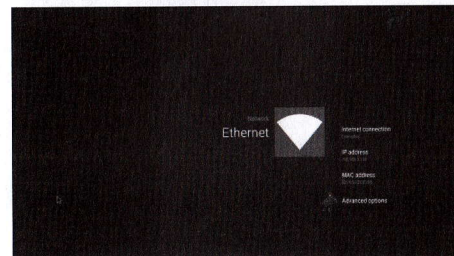 Network
Ethernet
Internet connection
IP address
MAC address
Advanced options